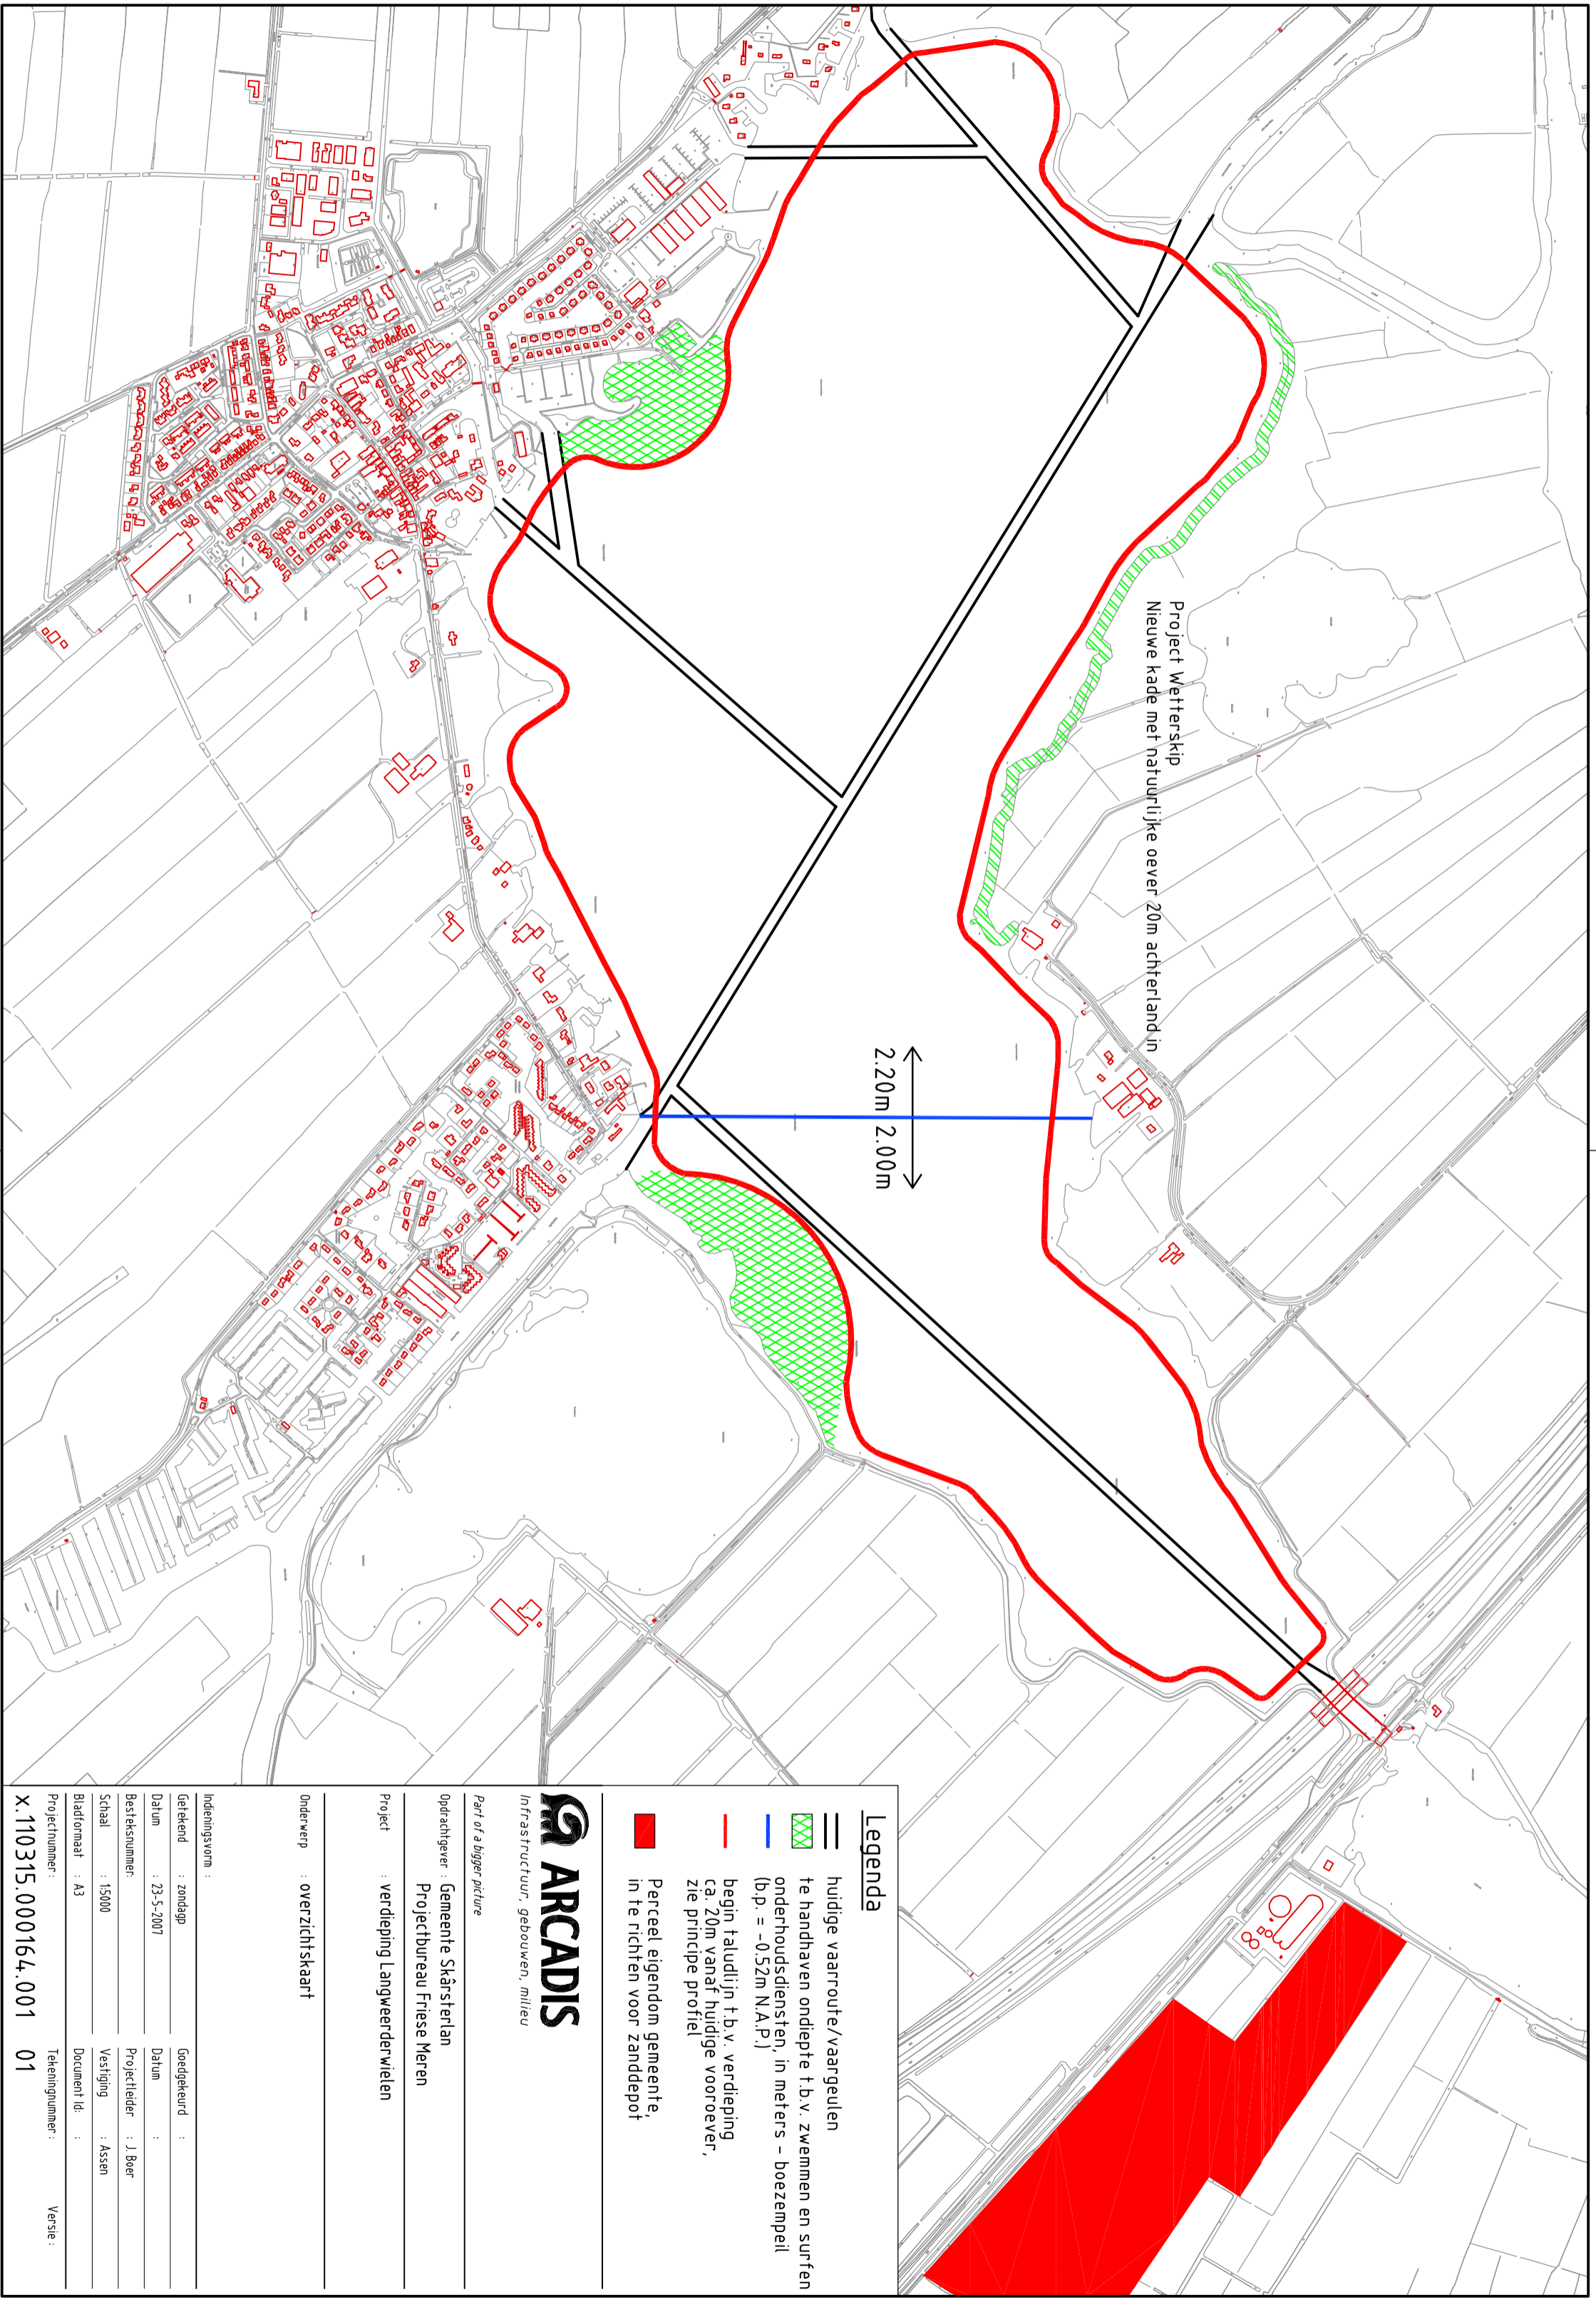 Project Wetterskip
Nieuwe kade met natuurlijke oever 20m achterland in
2.20m 2.00m
Legenda
huidige vaarroute/vaargeulen
te handhaven ondiepte t.b.v. zwemmen en surfen
onderhoudsdiensten, in meters - boezempeil
(b.p. = -0.52m N.A.P.)
begin taludlijn t.b.v. verdieping
ca. 20m vanaf huidige vooroever,
zie principe profiel
Perceel eigendom gemeente,
in te richten voor zanddepot
ARCADIS
Infrastructuur, gebouwen, milieu
Part of a bigger picture
Opdrachtgever : Gemeente Skârsterlan
Projectbureau Friese Meren
Project : verdieping Langweerderwielen
Onderwerp : overzichtskaart
Indieningsvorm :
Getekend : zondagp Goedgekeurd :
Datum : 23-5-2007 Datum :
Besteksnummer: Projectleider : J. Boer
Schaal : 1:5000 Vestiging : Assen
Bladformaat : A3 Document Id: :
Projectnummer : Tekeningnummer : Versie :
x.110315.000164.001 01